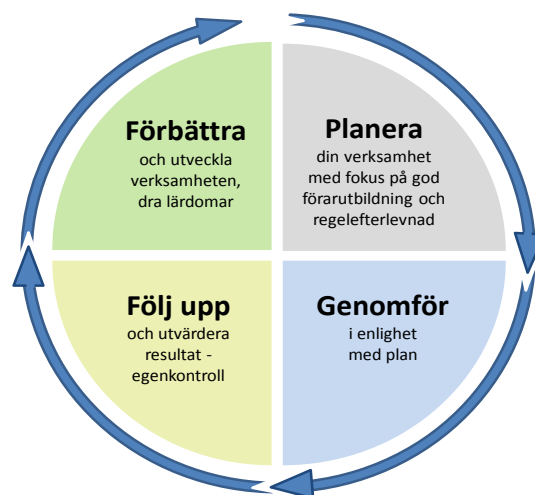 Förbättra
och utveckla
verksamheten,
dra lärdomar
Planera
din verksamhet
med fokus på god
förarutbildning och
regelefterlevnad
Följ upp
och utvärdera
resultat -
egenkontroll
Genomför
i enlighet
med plan